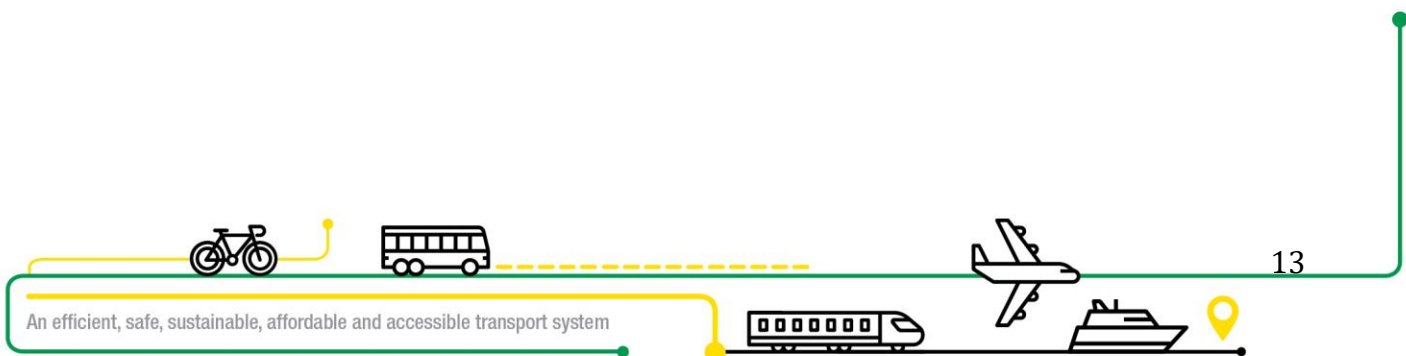 13
An efficient, safe, sustainable, affordable and accessible transport system